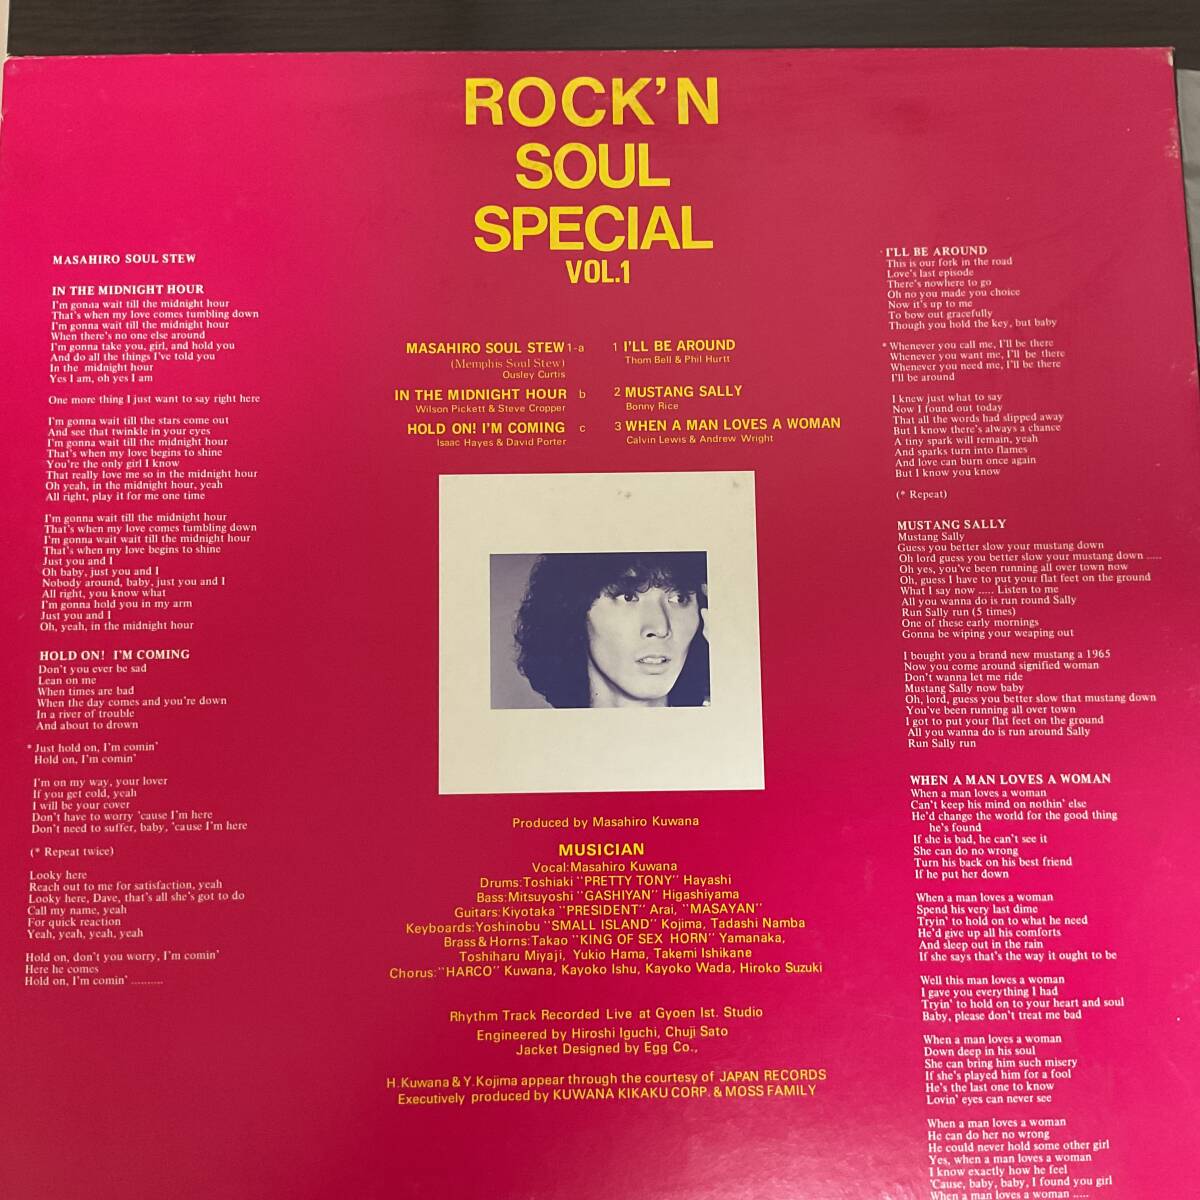 ROCK'N
SOUL
SPECIAL
VOL.1
MASAHIRO SOUL STEW 1-a
(Memphis Soul Stew)
Ousley Curtis
IN THE MIDNIGHT HOUR b
Wilson Pickett & Steve Cropper
HOLD ON! I'M COMING c
Isaac Hayes & David Porter
1 I'LL BE AROUND
Thom Bell & Phil Hurtt
2 MUSTANG SALLY
Bonny Rice
3 WHEN A MAN LOVES A WOMAN
Calvin Lewis & Andrew Wright
MASAHIRO SOUL STEW
IN THE MIDNIGHT HOUR
I'm gonna wait till the midnight hour
That's when my love comes tumbling down
I'm gonna wait till the midnight hour
When there's no one else around
I'm gonna take you, girl, and hold you
And do all the things I've told you
In the midnight hour
Yes I am, oh yes I am
One more thing I just want to say right here
I'm gonna wait till the stars come out
And see that twinkle in your eyes
I'm gonna wait till the midnight hour
That's when my love begins to shine
You're the only girl I know
That really love me so in the midnight hour
Oh yeah, in the midnight hour, yeah
All right, play it for me one time
I'm gonna wait till the midnight hour
That's when my love comes tumbling down
I'm gonna wait wait till the midnight hour
That's when my love begins to shine
Just you and I
Oh baby, just you and I
Nobody around, baby, just you and I
All right, you know what
I'm gonna hold you in my arm
Just you and I
Oh, yeah, in the midnight hour
HOLD ON! I'M COMING
Don't you ever be sad
Lean on me
When times are bad
When the day comes and you're down
In a river of trouble
And about to drown
* Just hold on, I'm comin'
Hold on, I'm comin'
I'm on my way, your lover
If you get cold, yeah
I will be your cover
Don't have to worry 'cause I'm here
Don't need to suffer, baby, 'cause I'm here
(* Repeat twice)
Looky here
Reach out to me for satisfaction, yeah
Looky here, Dave, that's all she's got to do
Call my name, yeah
For quick reaction
Yeah, yeah, yeah, yeah
Hold on, don't you worry, I'm comin'
Here he comes
Hold on, I'm comin' ..........
Produced by Masahiro Kuwana
MUSICIAN
Vocal:Masahiro Kuwana
Drums:Toshiaki "PRETTY TONY" Hayashi
Bass:Mitsuyoshi "GASHIYAN" Higashiyama
Guitars:Kiyotaka "PRESIDENT" Arai, "MASAYAN"
Keyboards:Yoshinobu "SMALL ISLAND" Kojima, Tadashi Namba
Brass & Horns:Takao "KING OF SEX HORN" Yamanaka,
Toshiharu Miyaji, Yukio Hama, Takemi Ishikane
Chorus:"HARCO" Kuwana, Kayoko Ishu, Kayoko Wada, Hiroko Suzuki
Rhythm Track Recorded Live at Gyoen Ist. Studio
Engineered by Hiroshi Iguchi, Chuji Sato
Jacket Designed by Egg Co.,
H.Kuwana & Y.Kojima appear through the courtesy of JAPAN RECORDS
Executively produced by KUWANA KIKAKU CORP. & MOSS FAMILY
I'LL BE AROUND
This is our fork in the road
Love's last episode
There's nowhere to go
Oh no you made you choice
Now it's up to me
To bow out gracefully
Though you hold the key, but baby
* Whenever you call me, I'll be there
Whenever you want me, I'll be there
Whenever you need me, I'll be there
I'll be around
I knew just what to say
Now I found out today
That all the words had slipped away
But I know there's always a chance
A tiny spark will remain, yeah
And sparks turn into flames
And love can burn once again
But I know you know
(* Repeat)
MUSTANG SALLY
Mustang Sally
Guess you better slow your mustang down
Oh lord guess you better slow your mustang down .....
Oh yes, you've been running all over town now
Oh, guess I have to put your flat feet on the ground
What I say now ..... Listen to me
All you wanna do is run round Sally
Run Sally run (5 times)
One of these early mornings
Gonna be wiping your weaping out
I bought you a brand new mustang a 1965
Now you come around signified woman
Don't wanna let me ride
Mustang Sally now baby
Oh, lord, guess you better slow that mustang down
You've been running all over town
I got to put your flat feet on the ground
All you wanna do is run around Sally
Run Sally run
WHEN A MAN LOVES A WOMAN
When a man loves a woman
Can't keep his mind on nothin' else
He'd change the world for the good thing
he's found
If she is bad, he can't see it
She can do no wrong
Turn his back on his best friend
If he put her down
When a man loves a woman
Spend his very last dime
Tryin' to hold on to what he need
He'd give up all his comforts
And sleep out in the rain
If she says that's the way it ought to be
Well this man loves a woman
I gave you everything I had
Tryin' to hold on to your heart and soul
Baby, please don't treat me bad
When a man loves a woman
Down deep in his soul
She can bring him such misery
If she's played him for a fool
He's the last one to know
Lovin' eyes can never see
When a man loves a woman
He can do her no wrong
He could never hold some other girl
Yes, when a man loves a woman
I know exactly how he feel
'Cause, baby, baby, I found you girl
When a man loves a woman .....